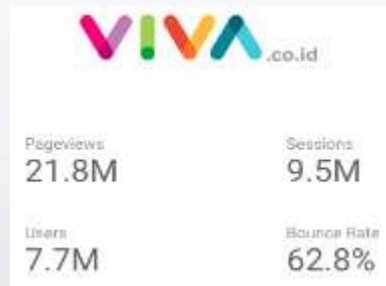 VIVA.co.id
Pageviews Sessions
21.8M 9.5M
Users Bounce Rate
7.7M 62.8%